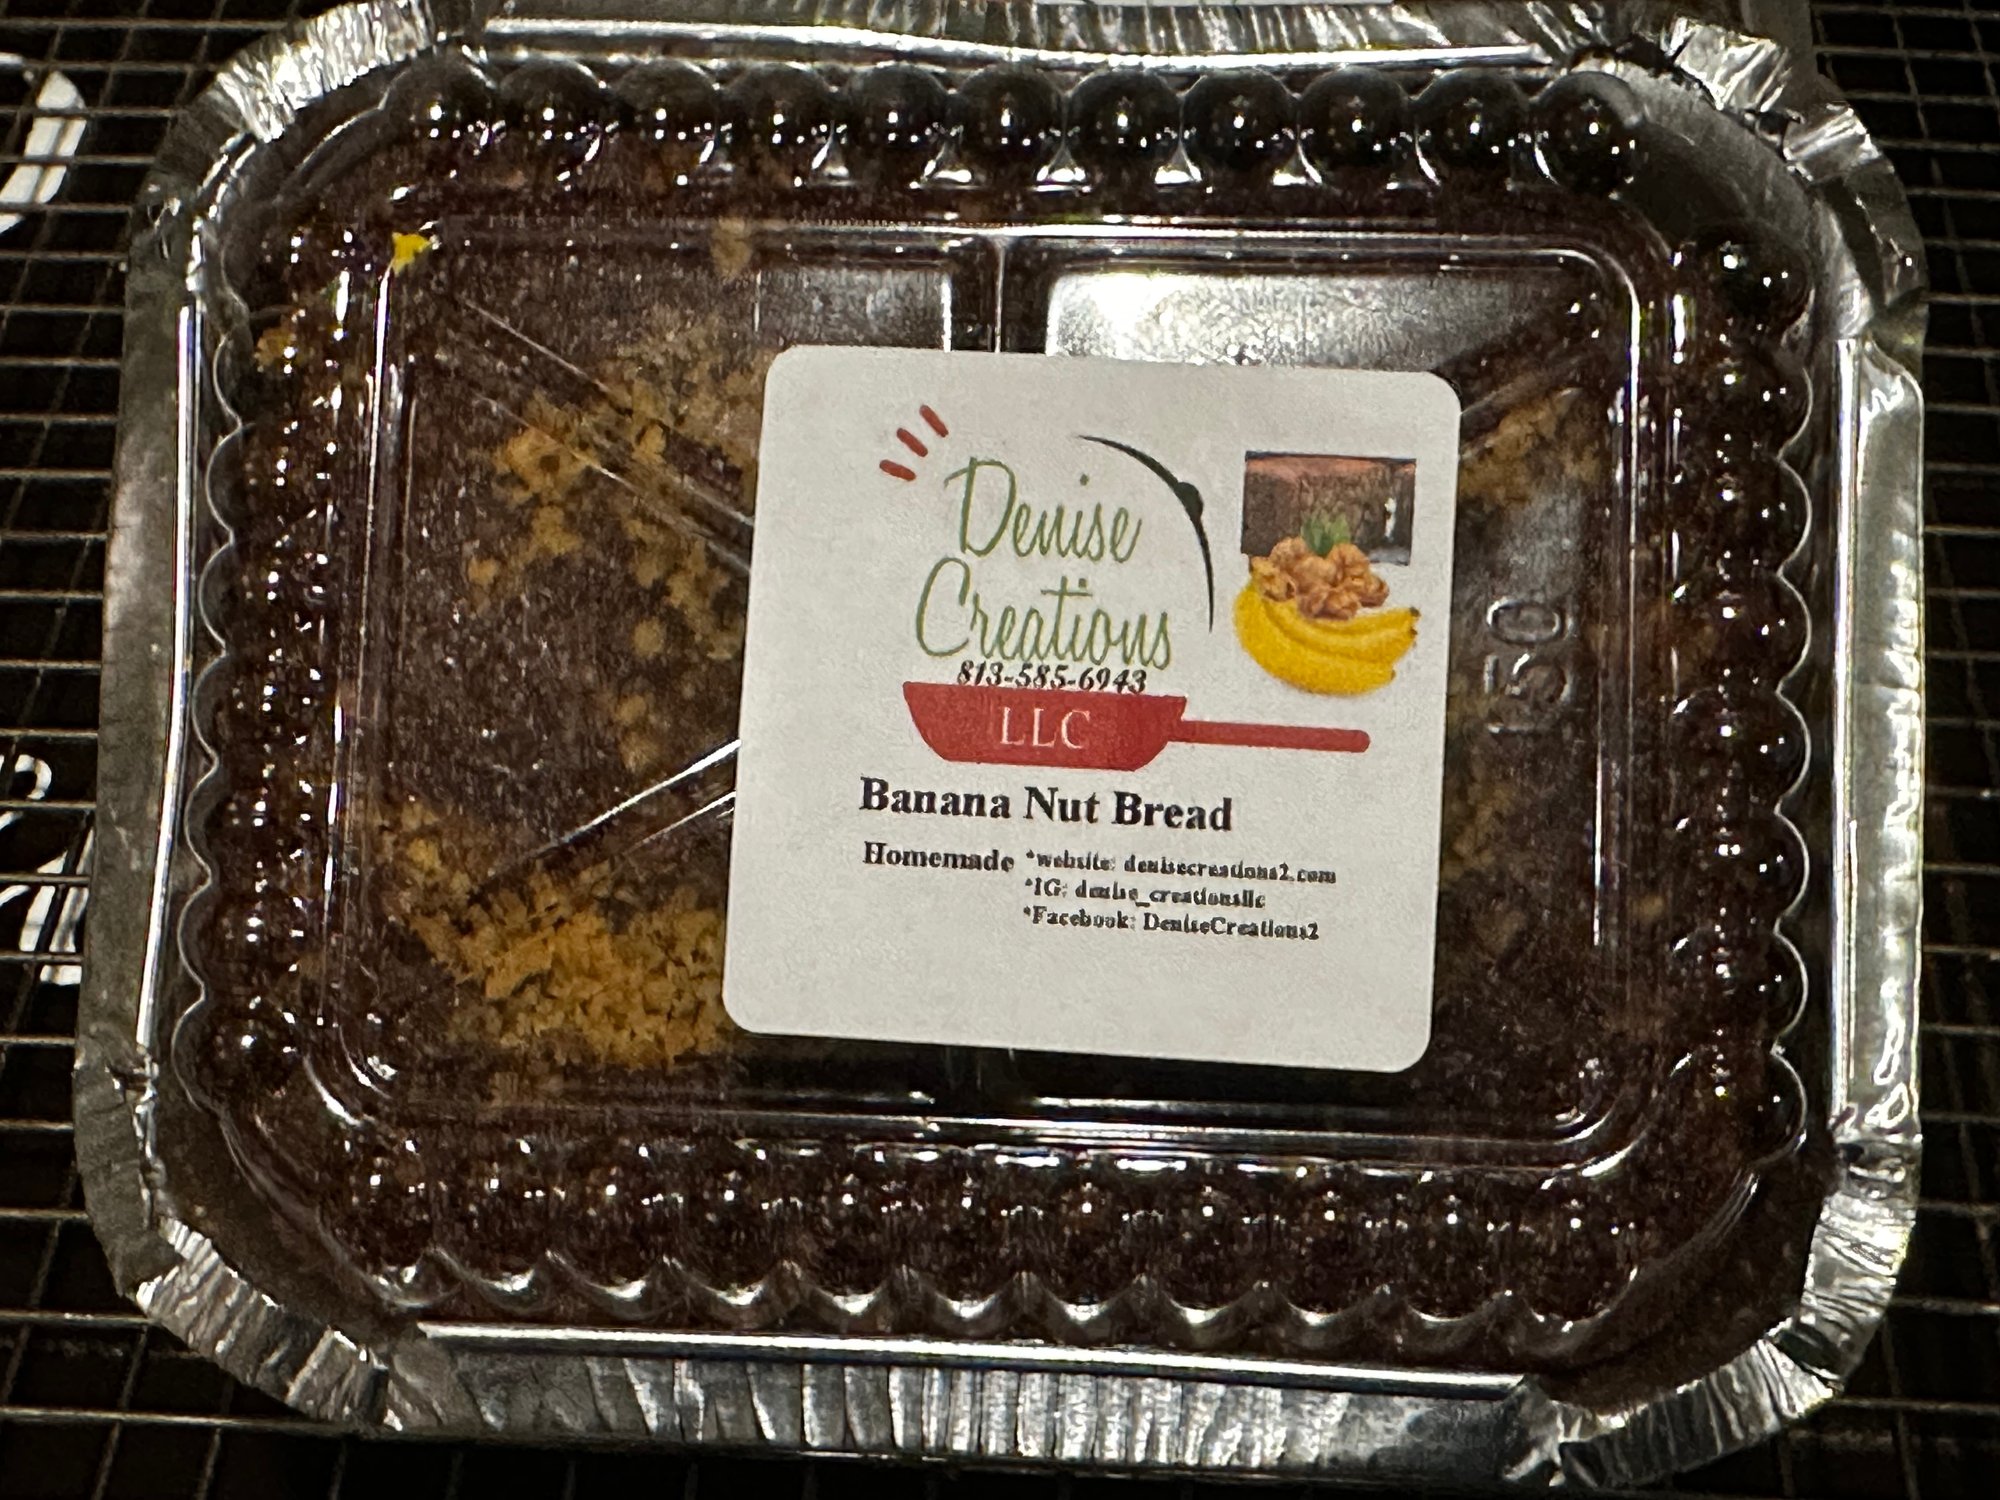 Denise
Creations
813-585-6943
LLC
Banana Nut Bread
Homemade *website: denisecreations2.com
*IG: denise_creationsllc
*Facebook: DeniseCreations2
150